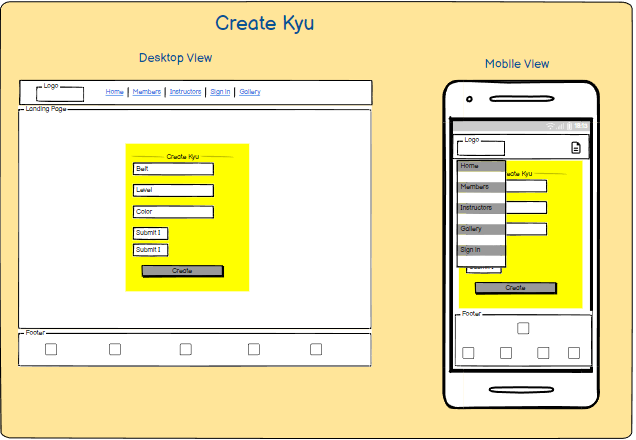 Create Kyu
Desktop View
Logo
Home | Members | Instructors | Sign In | Gallery
Landing Page
Create Kyu
Belt
Level
Color
Submit I
Submit I
Create
Footer
Mobile View
Logo
Home
Create Kyu
Members
Instructors
Gallery
Sign In
Create
Footer